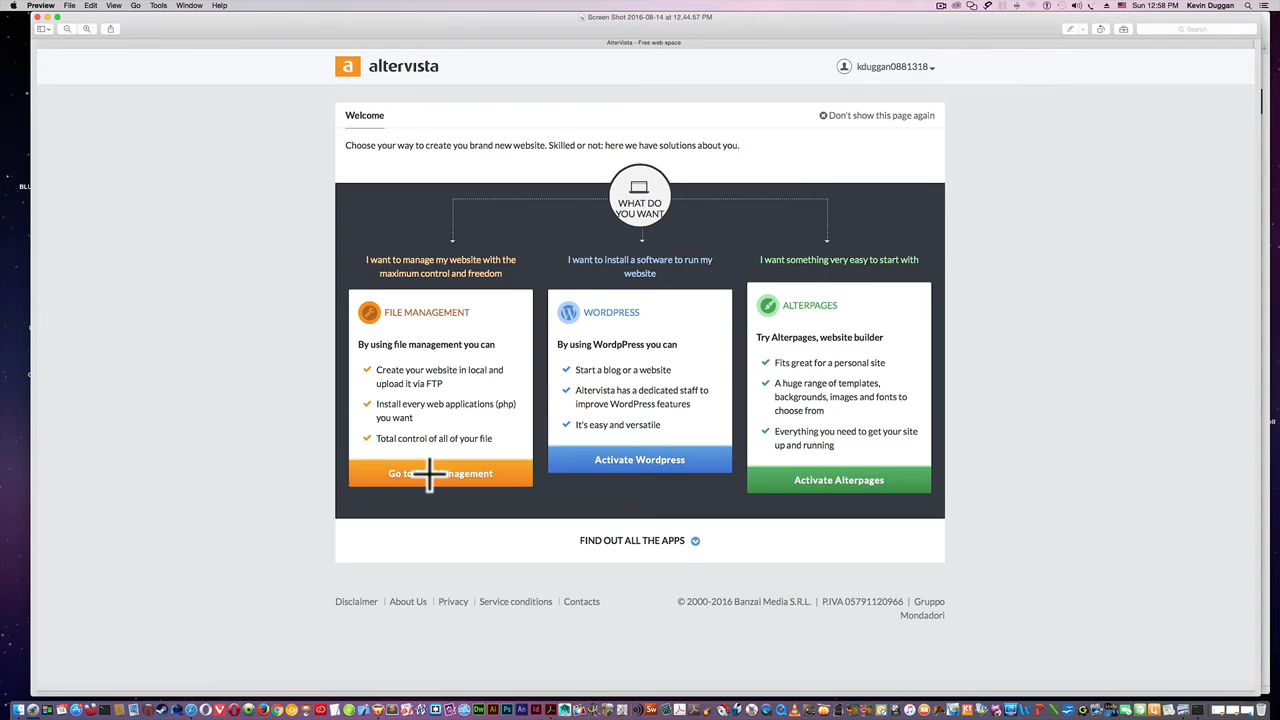 Preview File Edit View Go Tools Window Help
Sun 12:58 PM Kevin Duggan
Screen Shot 2016-08-14 at 12.44.57 PM
Search
AlterVista - Free web space
a altervista
kduggan0881318
Welcome
Don't show this page again
Choose your way to create you brand new website. Skilled or not: here we have solutions about you.
WHAT DO
YOU WANT
I want to manage my website with the
maximum control and freedom
FILE MANAGEMENT
By using file management you can
Create your website in local and
upload it via FTP
Install every web applications (php)
you want
Total control of all of your file
Go to nagement
I want to install a software to run my
website
WORDPRESS
By using WordpPress you can
Start a blog or a website
Altervista has a dedicated staff to
improve WordPress features
It's easy and versatile
Activate Wordpress
I want something very easy to start with
ALTERPAGES
Try Alterpages, website builder
Fits great for a personal site
A huge range of templates,
backgrounds, images and fonts to
choose from
Everything you need to get your site
up and running
Activate Alterpages
FIND OUT ALL THE APPS
Disclaimer | About Us | Privacy | Service conditions | Contacts
© 2000-2016 Banzai Media S.R.L. | P.IVA 05791120966 | Gruppo
Mondadori